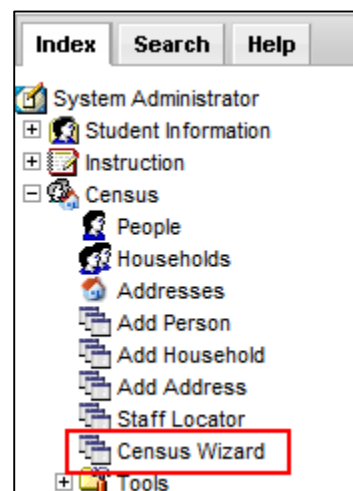 Index Search Help
System Administrator
Student Information
Instruction
Census
People
Households
Addresses
Add Person
Add Household
Add Address
Staff Locator
Census Wizard
Tools